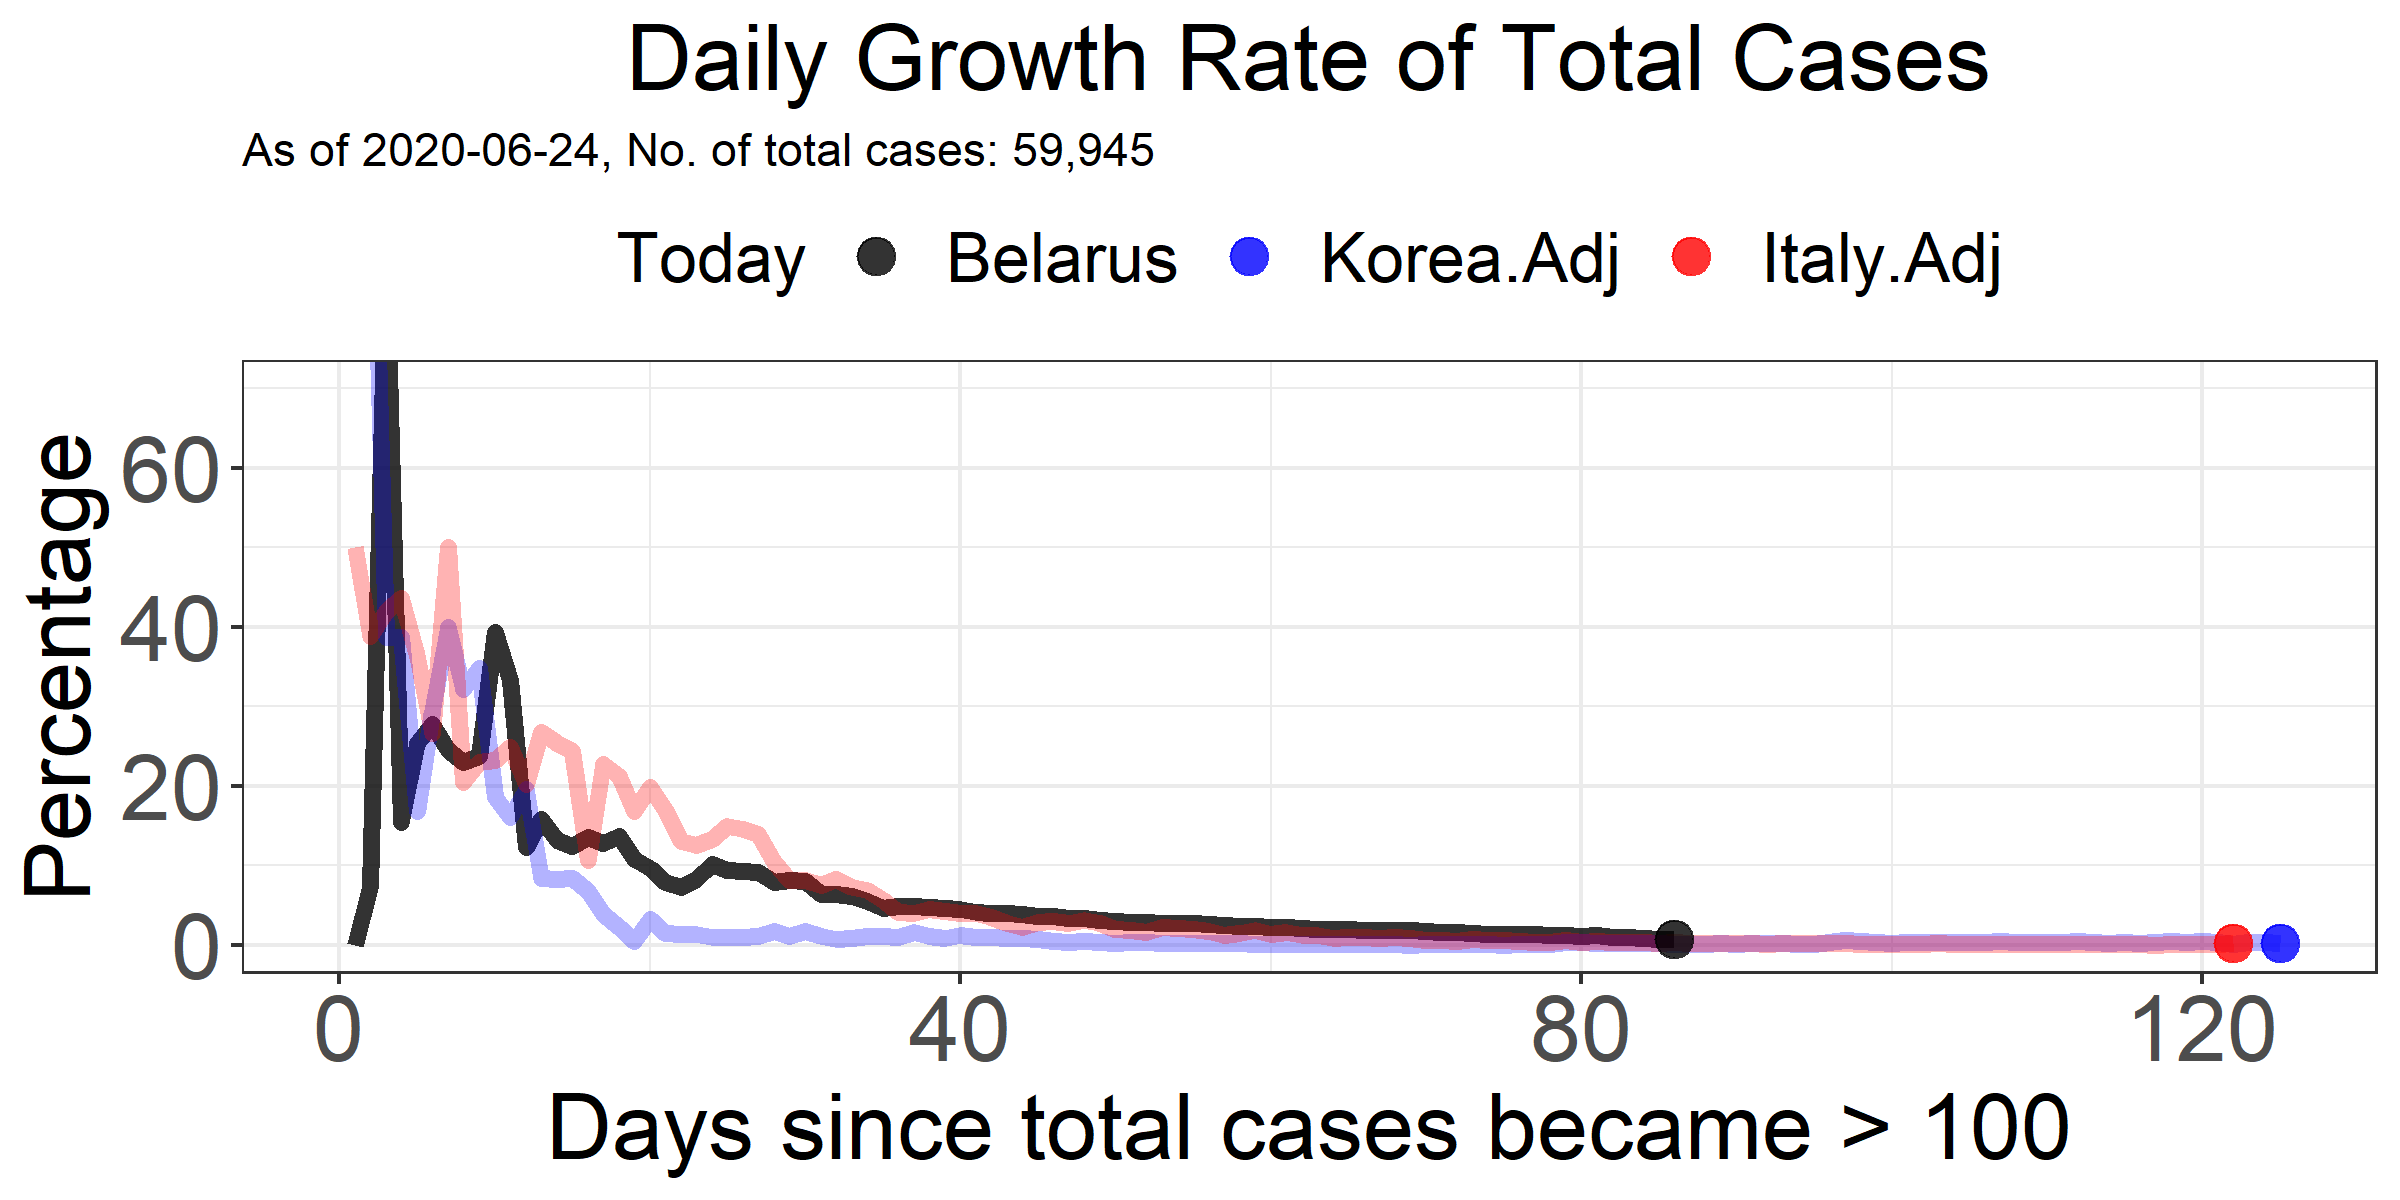 Daily Growth Rate of Total Cases
As of 2020-06-24, No. of total cases: 59,945
Today Belarus Korea.Adj Italy.Adj
Percentage
60
40
20
0
0 40 80 120
Days since total cases became > 100